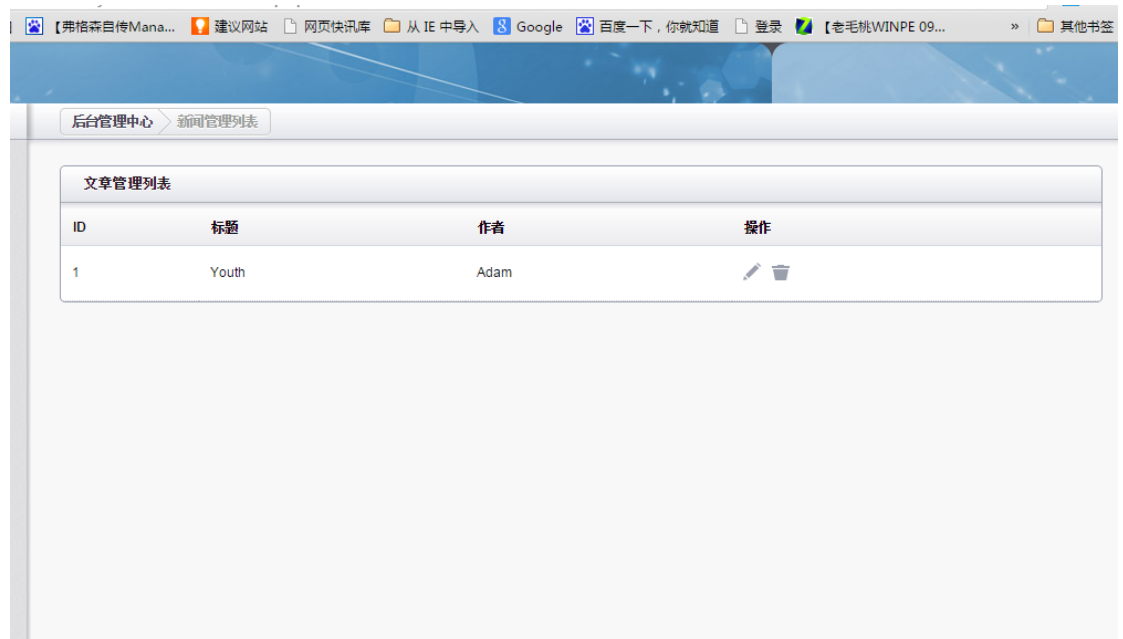 【弗格森自传Mana... 建议网站 网页快讯库 从 IE 中导入 Google 百度一下，你就知道 登录 【老毛桃WINPE 09... » 其他书签
后台管理中心 新闻管理列表
文章管理列表
ID 标题 作者 操作
1 Youth Adam